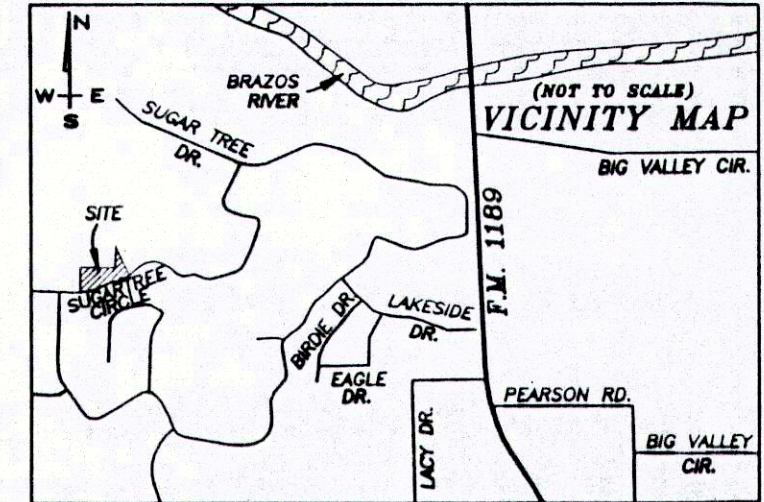 N
W E
S
BRAZOS
RIVER
(NOT TO SCALE)
VICINITY MAP
SUGAR TREE
DR.
BIG VALLEY CIR.
SITE
F.M. 1189
SUGARTREE
CIRCLE
BIRDIE DR.
LAKESIDE
DR.
EAGLE
DR.
PEARSON RD.
LACY DR.
BIG VALLEY
CIR.